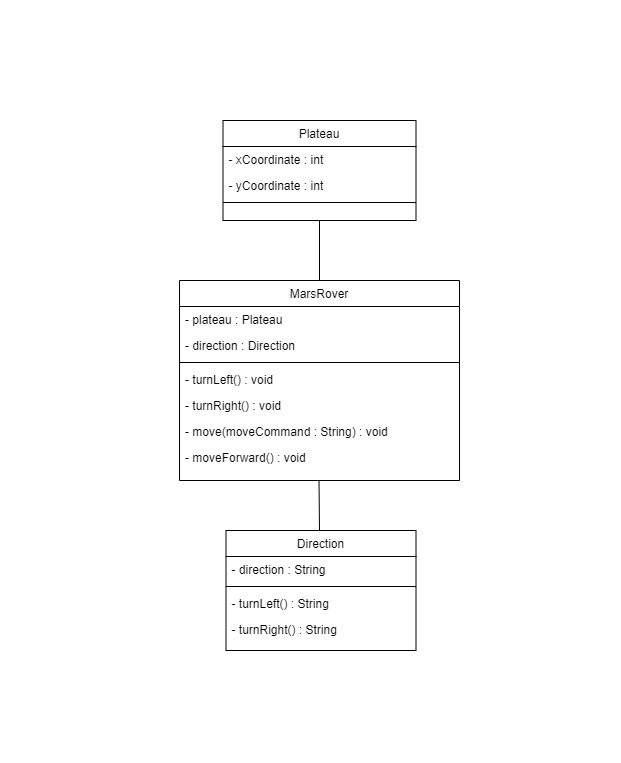 Plateau
- xCoordinate : int
- yCoordinate : int
MarsRover
- plateau : Plateau
- direction : Direction
- turnLeft() : void
- turnRight() : void
- move(moveCommand : String) : void
- moveForward() : void
Direction
- direction : String
- turnLeft() : String
- turnRight() : String